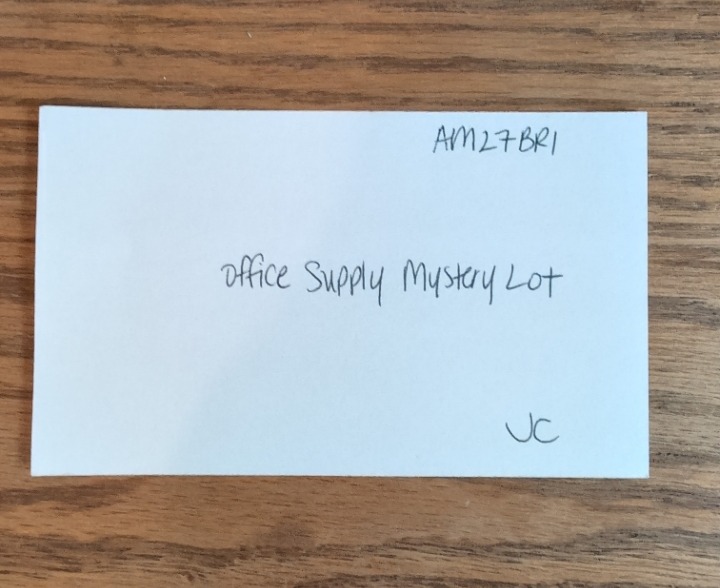 AM27BR1
Office Supply Mystery Lot
JC